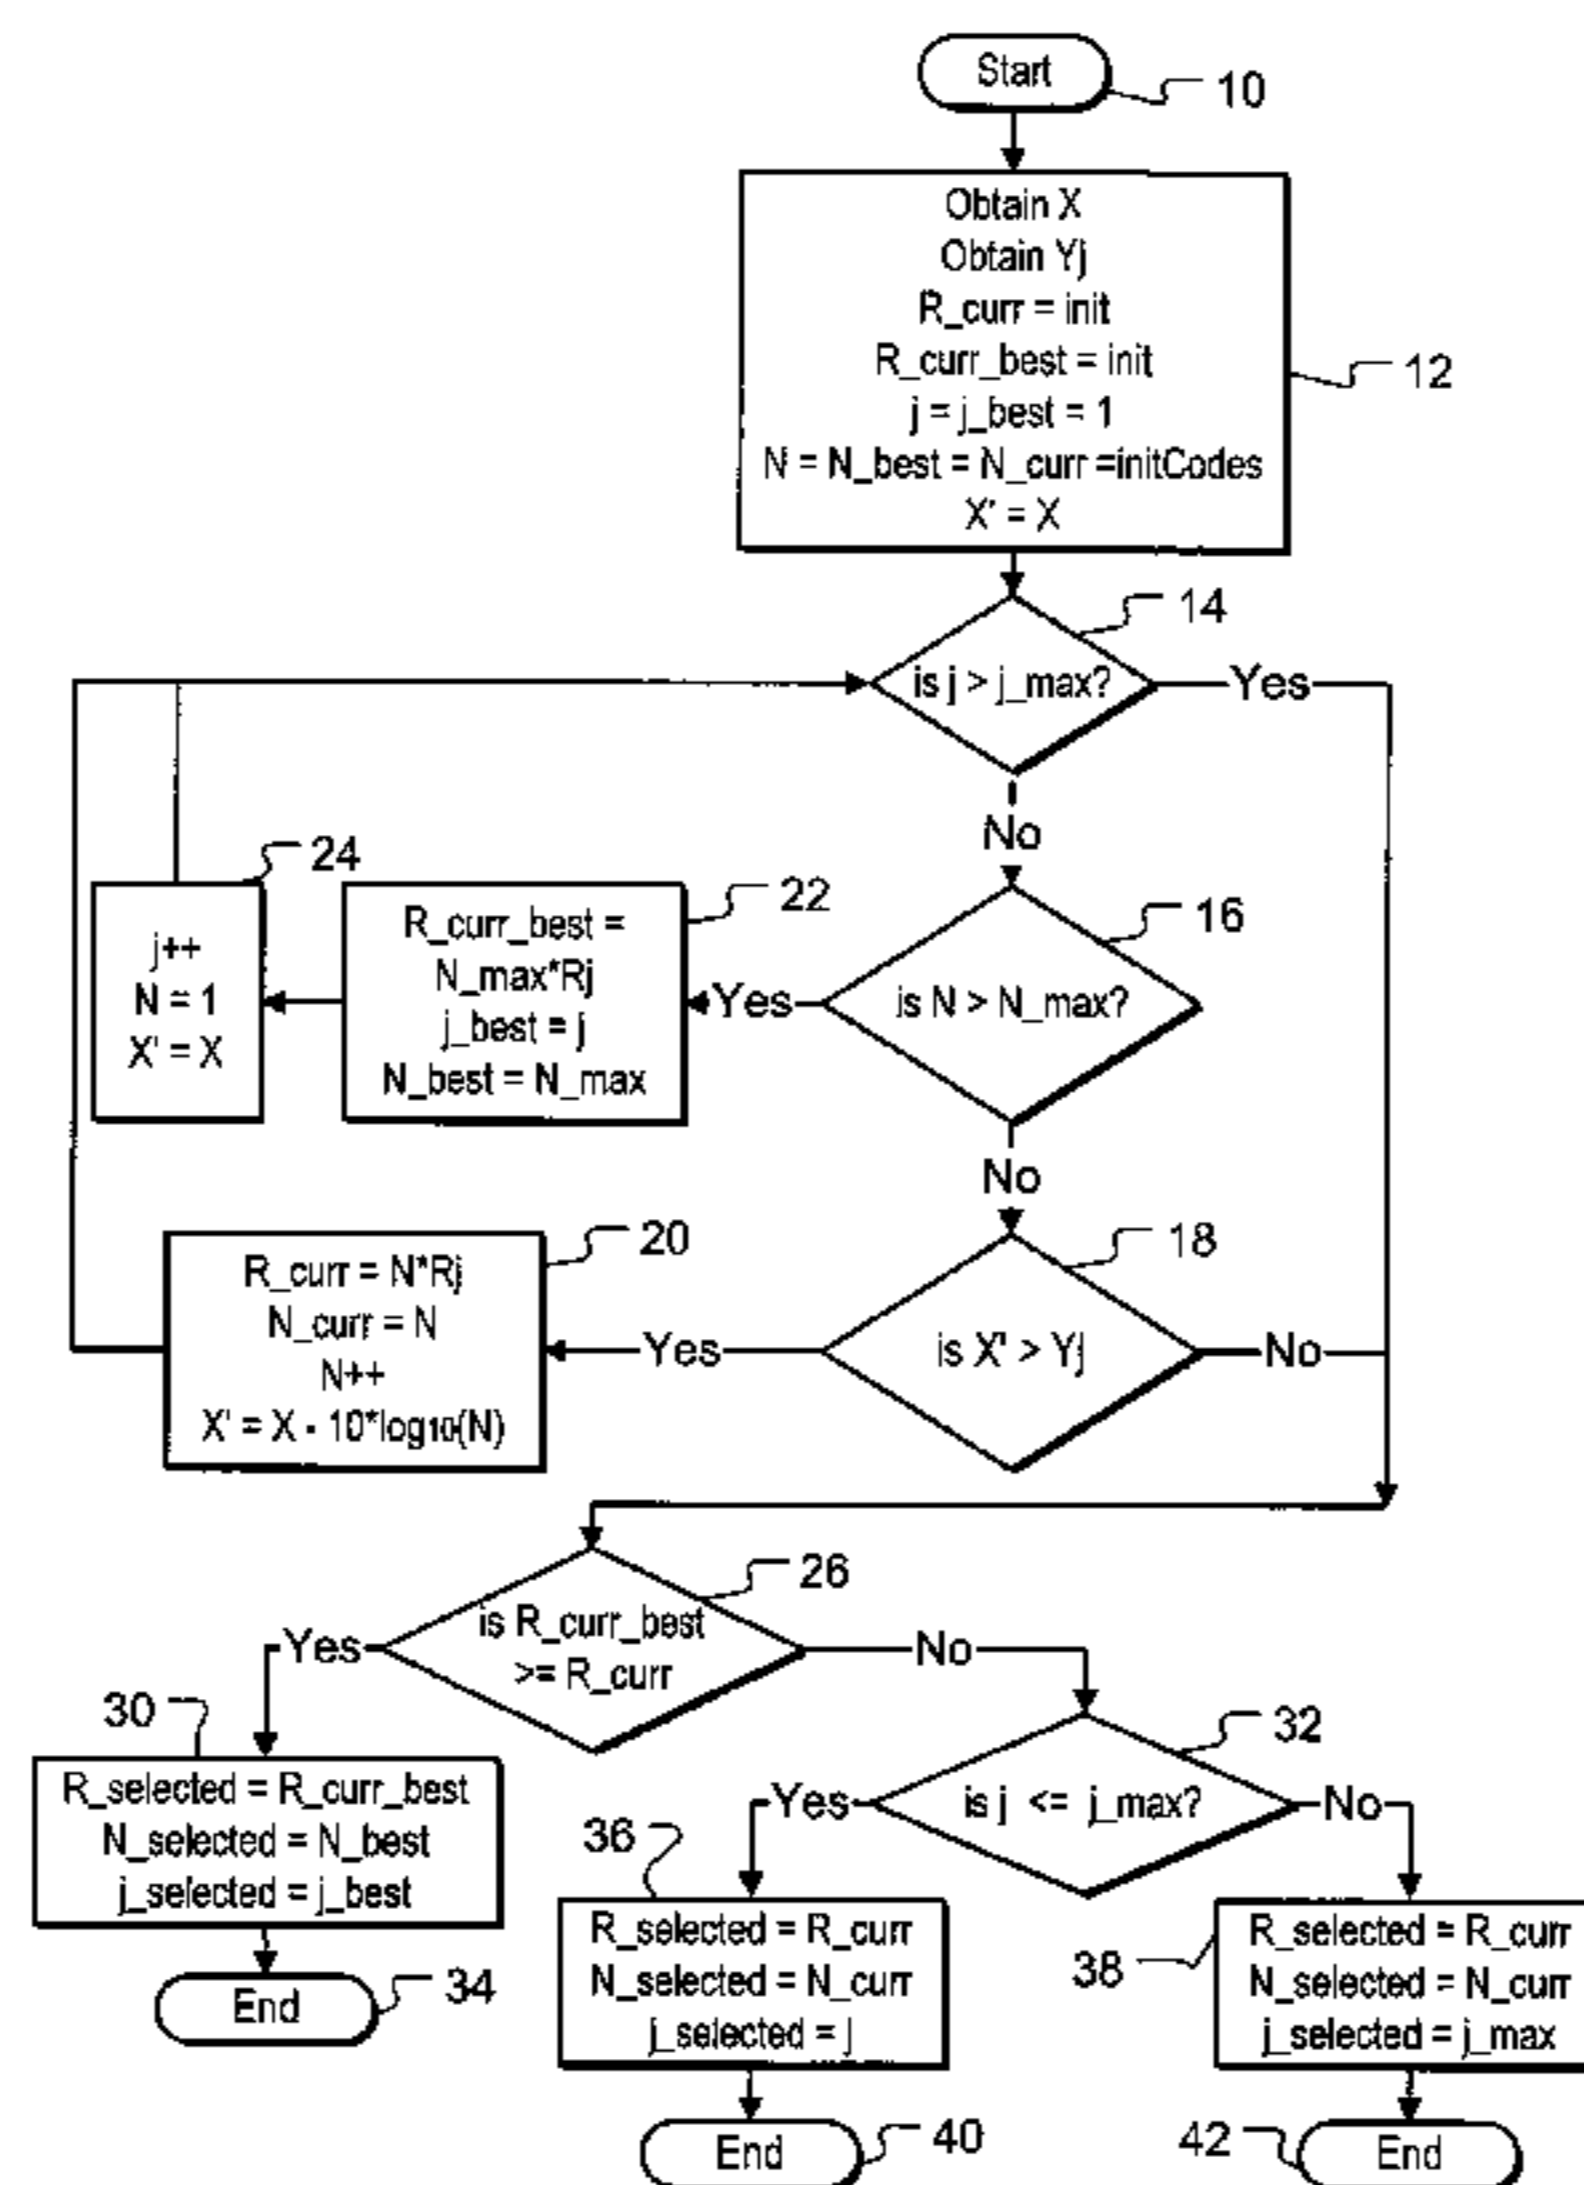 Start
10
Obtain X
Obtain Yj
R_curr = init
R_curr_best = init
j = j_best = 1
N = N_best = N_curr =initCodes
X' = X
12
14
is j > j_max?
Yes
No
24
j++
N = 1
X' = X
22
R_curr_best =
N_max*Rj
j_best = j
N_best = N_max
Yes
16
is N > N_max?
No
20
R_curr = N*Rj
N_curr = N
N++
X' = X - 10*log10(N)
Yes
18
is X' > Yj
No
26
is R_curr_best
>= R_curr
Yes
No
30
R_selected = R_curr_best
N_selected = N_best
j_selected = j_best
End
34
32
is j <= j_max?
Yes
No
36
R_selected = R_curr
N_selected = N_curr
j_selected = j
End
40
38
R_selected = R_curr
N_selected = N_curr
j_selected = j_max
42
End